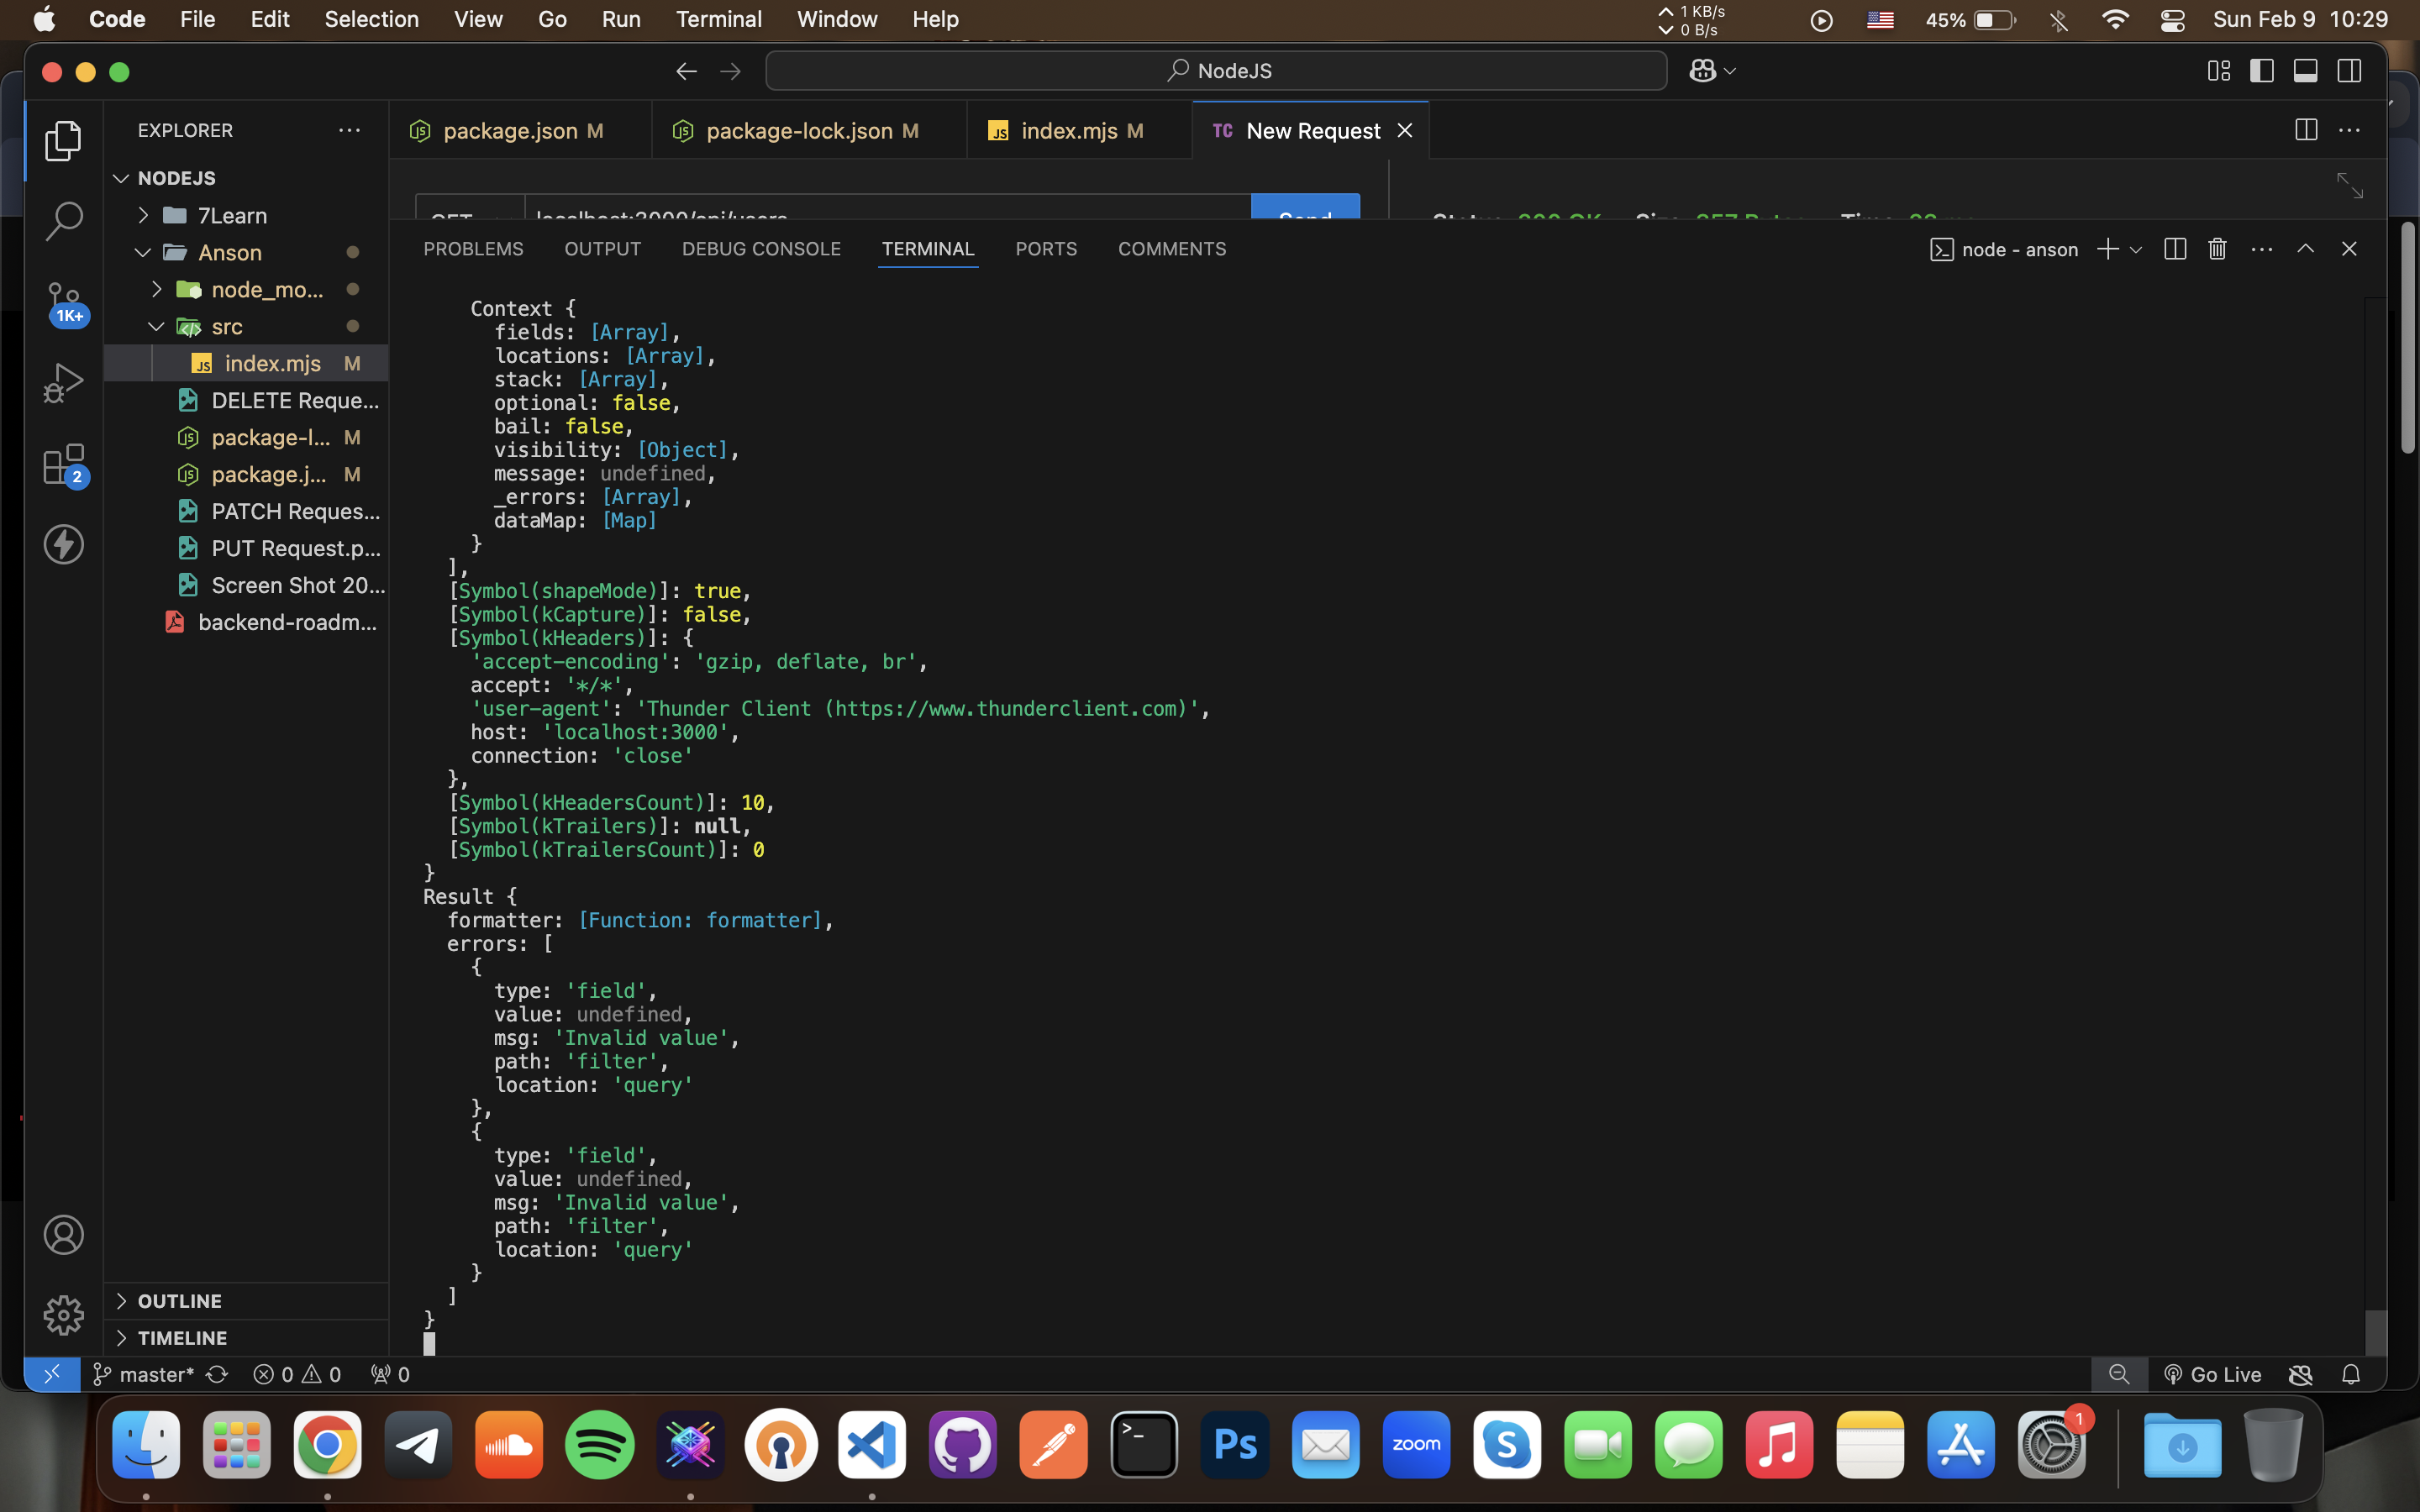 Code File Edit Selection View Go Run Terminal Window Help 1 KB/s 0 B/s 45% Sun Feb 9 10:29
NodeJS
EXPLORER
package.json M package-lock.json M index.mjs M TC New Request
NODEJS
7Learn
Anson
node_mo...
src
index.mjs M
DELETE Reque...
package-l... M
package.j... M
PATCH Reques...
PUT Request.p...
Screen Shot 20...
backend-roadm...
OUTLINE
TIMELINE
1K+
2
GET localhost:3000/api/users Send
PROBLEMS OUTPUT DEBUG CONSOLE TERMINAL PORTS COMMENTS node - anson
Context {
fields: [Array],
locations: [Array],
stack: [Array],
optional: false,
bail: false,
visibility: [Object],
message: undefined,
_errors: [Array],
dataMap: [Map]
}
],
[Symbol(shapeMode)]: true,
[Symbol(kCapture)]: false,
[Symbol(kHeaders)]: {
'accept-encoding': 'gzip, deflate, br',
accept: '*/*',
'user-agent': 'Thunder Client (https://www.thunderclient.com)',
host: 'localhost:3000',
connection: 'close'
},
[Symbol(kHeadersCount)]: 10,
[Symbol(kTrailers)]: null,
[Symbol(kTrailersCount)]: 0
}
Result {
formatter: [Function: formatter],
errors: [
{
type: 'field',
value: undefined,
msg: 'Invalid value',
path: 'filter',
location: 'query'
},
{
type: 'field',
value: undefined,
msg: 'Invalid value',
path: 'filter',
location: 'query'
}
]
}
master* 0 0 0 Go Live
Ps zoom 1